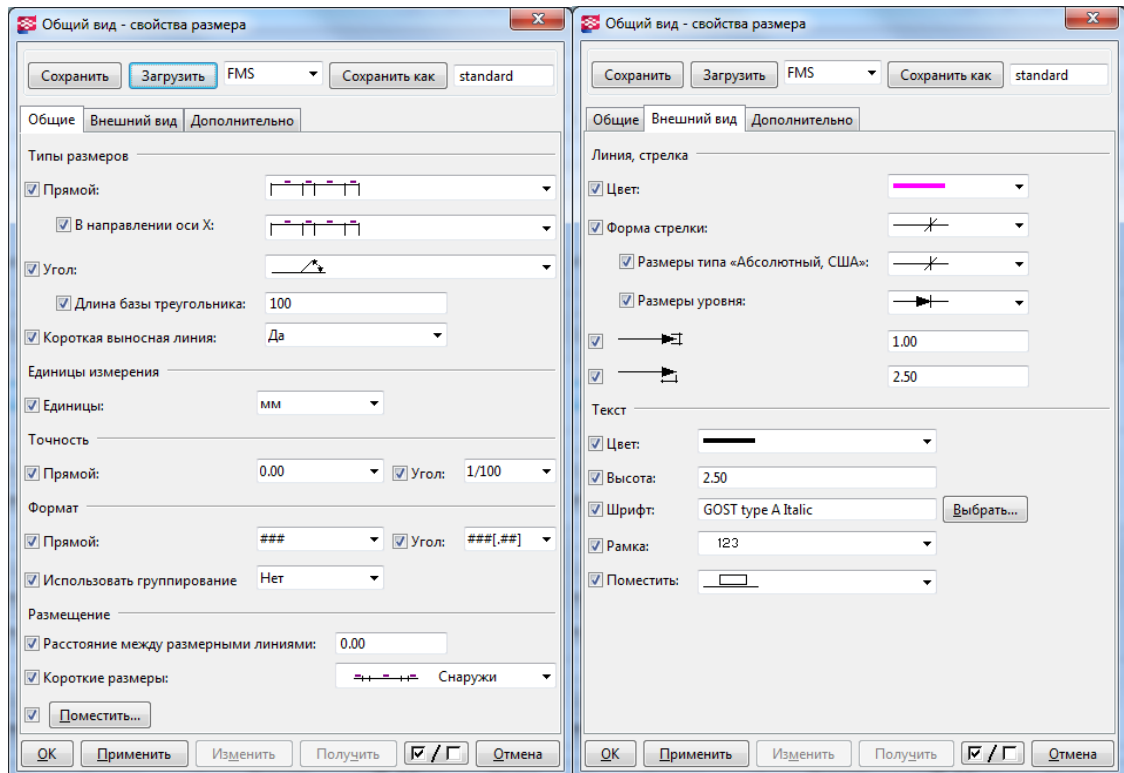 Общий вид - свойства размера
Сохранить Загрузить FMS Сохранить как standard
Общие Внешний вид Дополнительно
Типы размеров
Прямой:
В направлении оси X:
Угол:
Длина базы треугольника: 100
Короткая выносная линия: Да
Единицы измерения
Единицы: мм
Точность
Прямой: 0.00 Угол: 1/100
Формат
Прямой: ### Угол: ###[.##]
Использовать группирование Нет
Размещение
Расстояние между размерными линиями: 0.00
Короткие размеры: Снаружи
Поместить...
OK Применить Изменить Получить / Отмена
Общий вид - свойства размера
Сохранить Загрузить FMS Сохранить как standard
Общие Внешний вид Дополнительно
Линия, стрелка
Цвет:
Форма стрелки:
Размеры типа «Абсолютный, США»:
Размеры уровня:
1.00
2.50
Текст
Цвет:
Высота: 2.50
Шрифт: GOST type A Italic Выбрать...
Рамка: 123
Поместить:
OK Применить Изменить Получить / Отмена